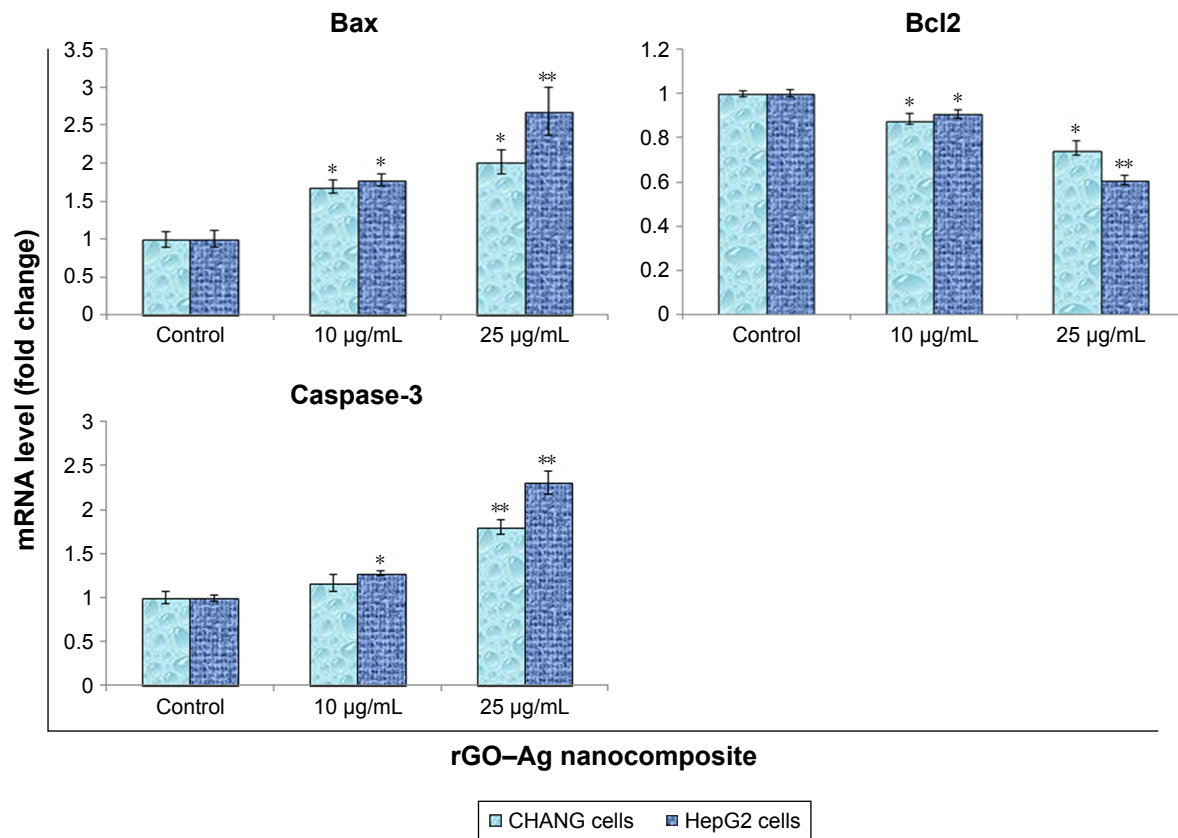 Bax
3.5
3
2.5
2
1.5
1
0.5
0
**
*
*
*
Control
10 µg/mL
25 µg/mL
Bcl2
1.2
1
0.8
0.6
0.4
0.2
0
*
*
*
**
Control
10 µg/mL
25 µg/mL
mRNA level (fold change)
Caspase-3
3
2.5
2
1.5
1
0.5
0
*
**
**
Control
10 µg/mL
25 µg/mL
rGO–Ag nanocomposite
CHANG cells
HepG2 cells